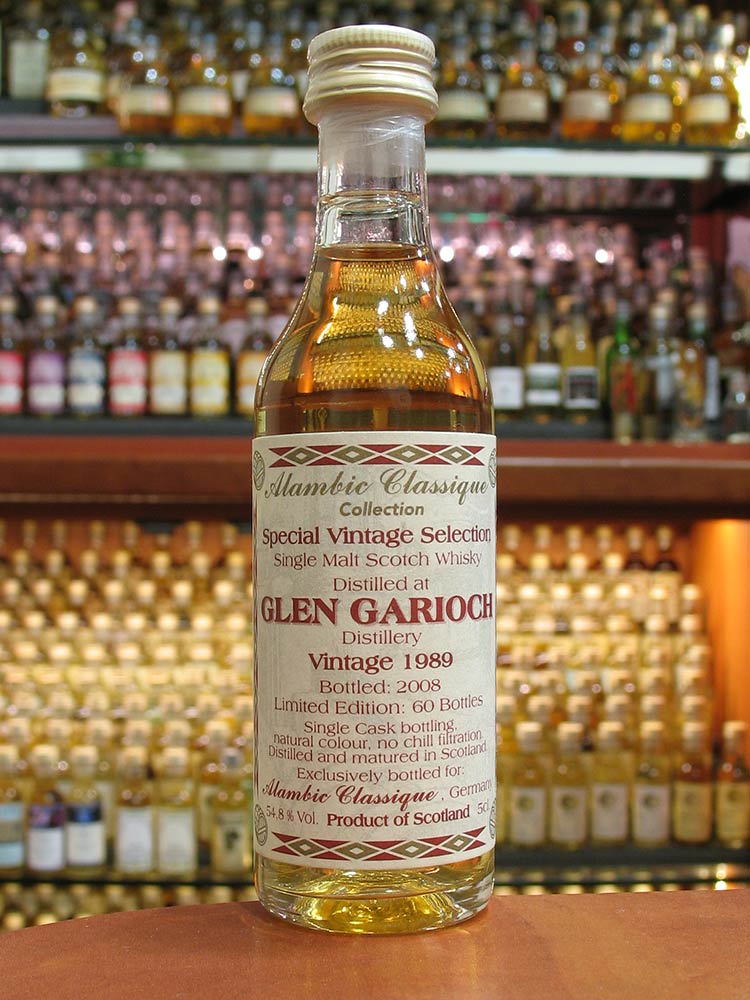 Alambic Classique
Collection
Special Vintage Selection
Single Malt Scotch Whisky
Distilled at
GLEN GARIOCH
Distillery
Vintage 1989
Bottled: 2008
Limited Edition: 60 Bottles
Single Cask bottling,
natural colour, no chill filtration.
Distilled and matured in Scotland.
Exclusively bottled for:
Alambic Classique, Germany
54.8 % Vol. Product of Scotland 5cl